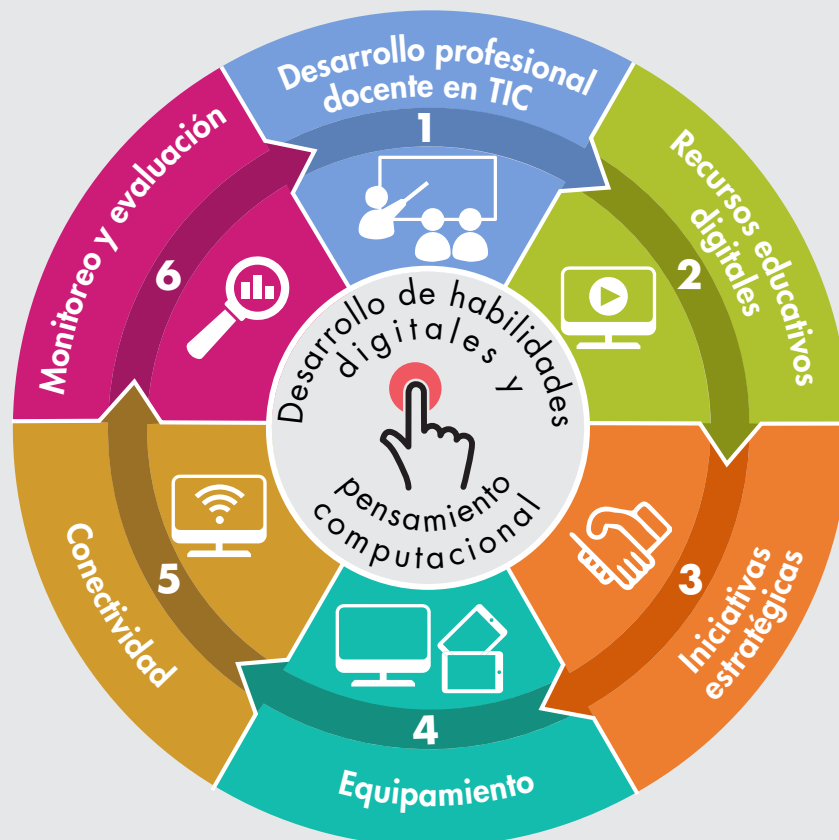 Desarrollo profesional
docente en TIC
1
Recursos educativos
digitales
2
Iniciativas
estratégicas
3
Equipamiento
4
Conectividad
5
Monitoreo y evaluación
6
Desarrollo de habilidades
digitales y
pensamiento
computacional